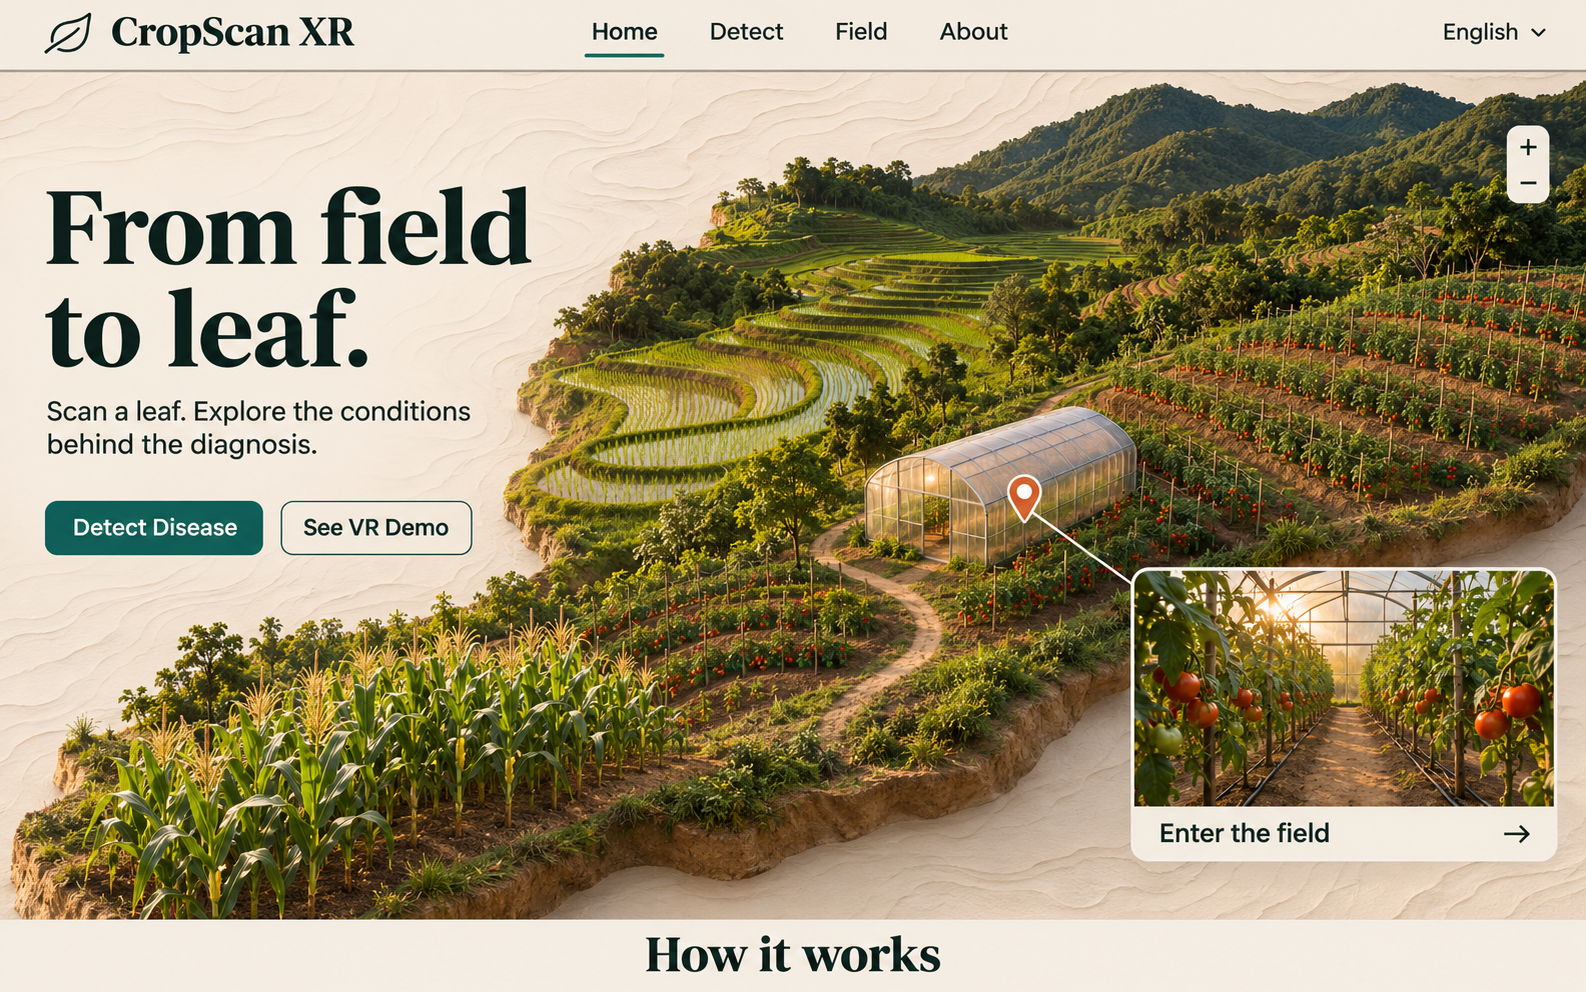 CropScan XR
Home
Detect
Field
About
English
+
−
From field
to leaf.
Scan a leaf. Explore the conditions
behind the diagnosis.
Detect Disease
See VR Demo
Enter the field
How it works